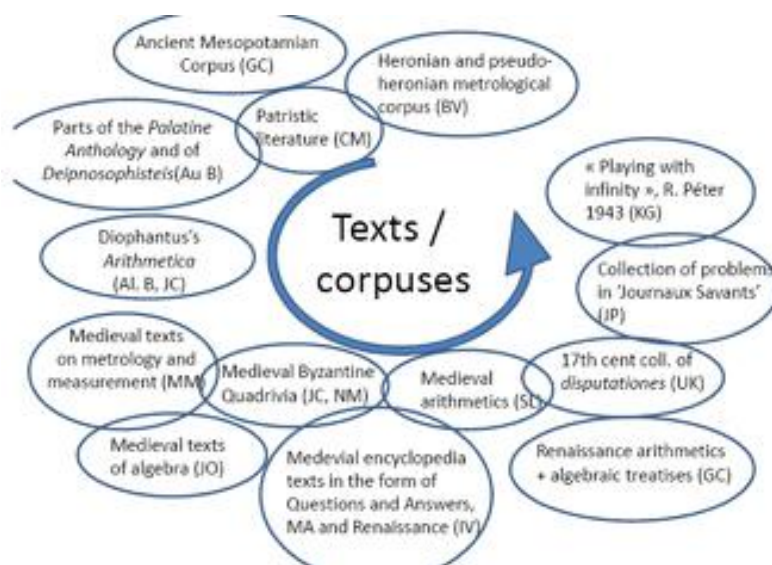 Ancient Mesopotamian
Corpus (GC)
Heronian and pseudo-
heronian metrological
corpus (BV)
Patristic
literature (CM)
Parts of the Palatine
Anthology and of
Deipnosophisteis(Au B)
« Playing with
infinity », R. Péter
1943 (KG)
Texts /
corpuses
Diophantus's
Arithmetica
(Al. B, JC)
Collection of problems
in 'Journaux Savants'
(JP)
Medieval texts
on metrology and
measurement (MM)
Medieval Byzantine
Quadrivia (JC, NM)
Medieval
arithmetics (SL)
17th cent coll. of
disputationes (UK)
Medieval texts
of algebra (JO)
Medevial encyclopedia
texts in the form of
Questions and Answers,
MA and Renaissance (IV)
Renaissance arithmetics
+ algebraic treatises (GC)